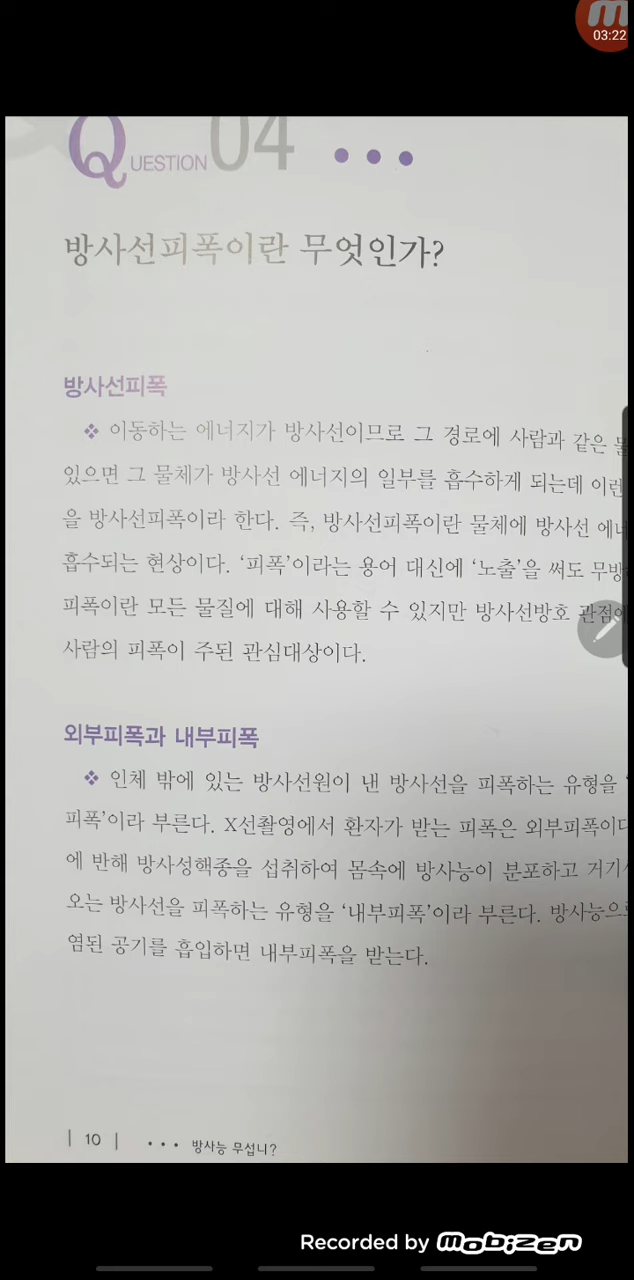 03:22
QUESTION 04
방사선피폭이란 무엇인가?
방사선피폭
❖ 이동하는 에너지가 방사선이므로 그 경로에 사람과 같은
있으면 그 물체가 방사선 에너지의 일부를 흡수하게 되는데 이런
을 방사선피폭이라 한다. 즉, 방사선피폭이란 물체에 방사선
흡수되는 현상이다. ‘피폭’이라는 용어 대신에 ‘노출’을 써도
피폭이란 모든 물질에 대해 사용할 수 있지만 방사선방호
사람의 피폭이 주된 관심대상이다.
외부피폭과 내부피폭
❖ 인체 밖에 있는 방사선원이 낸 방사선을 피폭하는 유형을 ‘
피폭’이라 부른다. X선촬영에서 환자가 받는 피폭은
에 반해 방사성핵종을 섭취하여 몸속에 방사능이 분포하고
오는 방사선을 피폭하는 유형을 ‘내부피폭’이라 부른다.
염된 공기를 흡입하면 내부피폭을 받는다.
| 10 | • • • 방사능 무섭니?
Recorded by mobizen